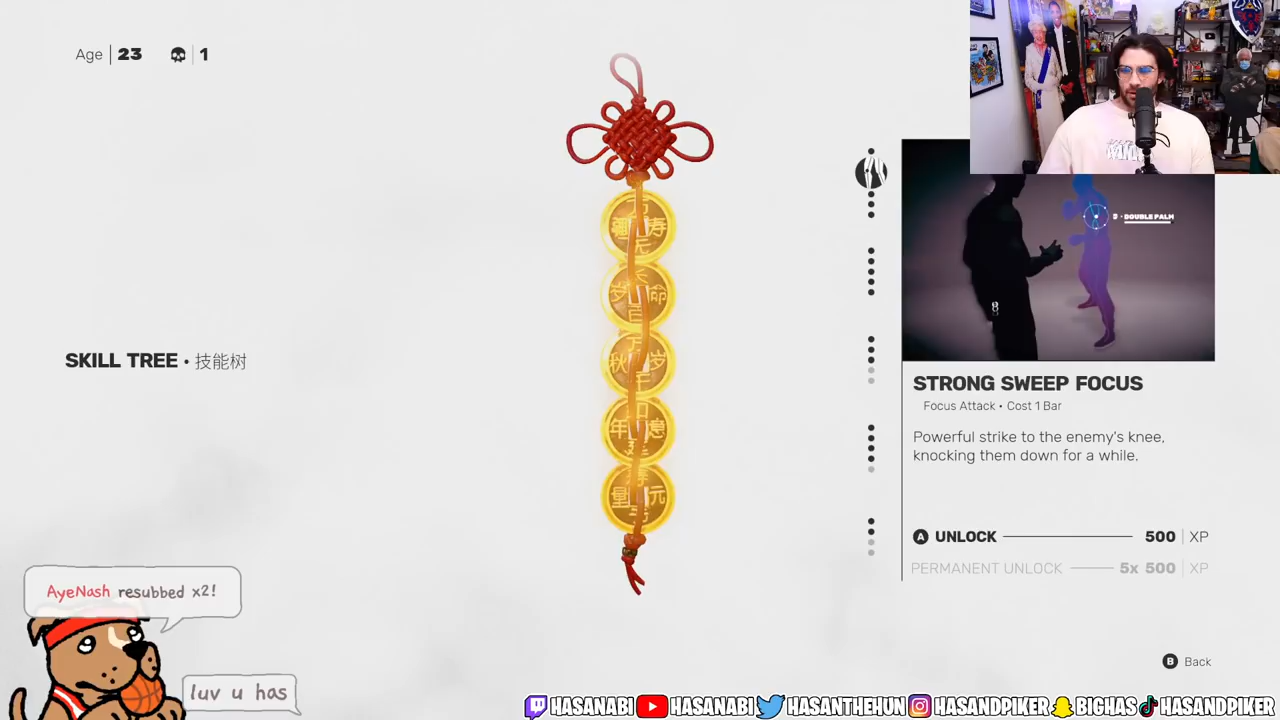 Age 23 1
SKILL TREE • 技能树
3 - DOUBLE PALM
STRONG SWEEP FOCUS
Focus Attack • Cost 1 Bar
Powerful strike to the enemy's knee,
knocking them down for a while.
A UNLOCK 500 XP
PERMANENT UNLOCK 5x 500 XP
B Back
AyeNash resubbed x2!
luv u has
HASANABI HASANABI HASANTHEHUN HASANDPIKER BIGHAS HASANDPIKER